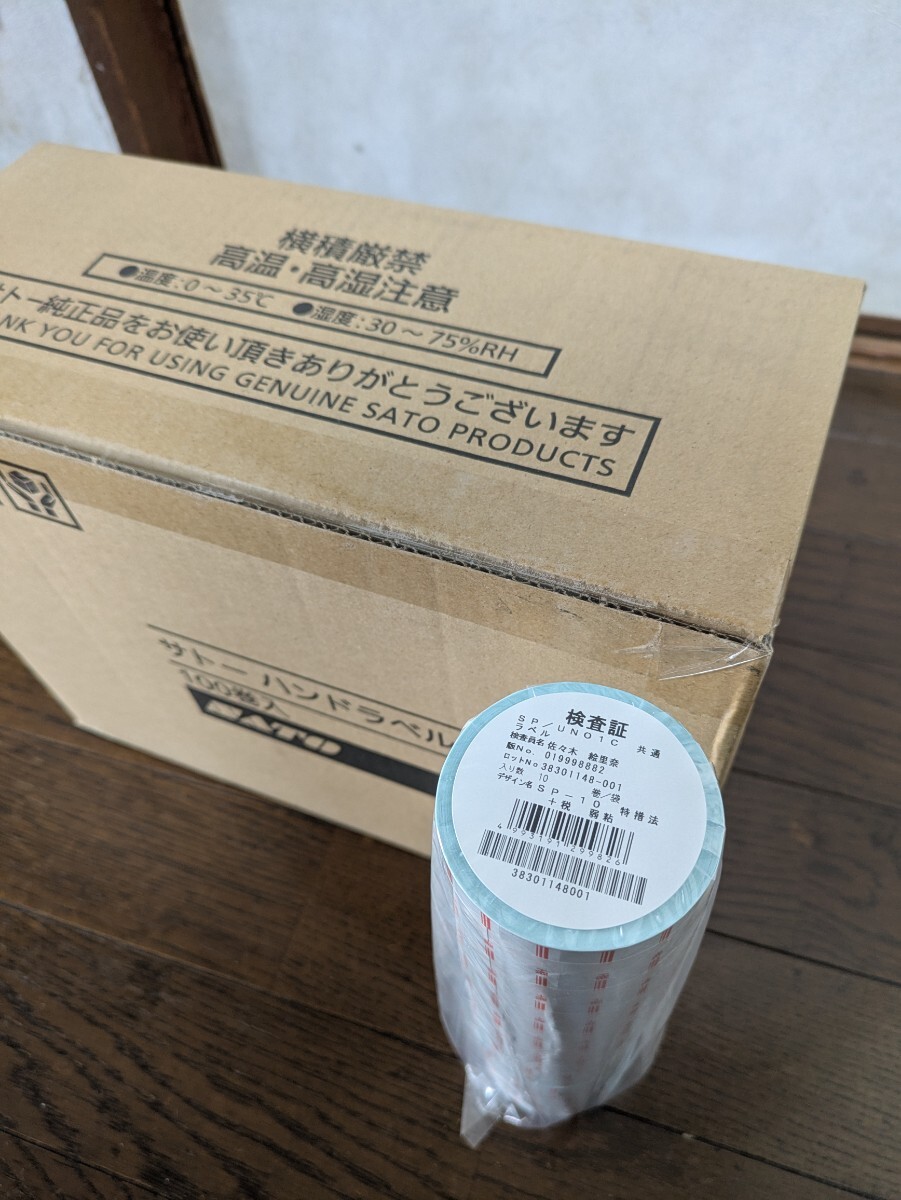 横積厳禁
高温・高湿注意
●温度:0～35℃ ●湿度:30～75%RH
トー純正品をお使い頂きありがとうございます
YOU FOR USING GENUINE SATO PRODUCTS
サトー ハンドラベル
100巻入
SATO
検査証
SP/UNO1C 共通
ラベル
検査員名 佐々木 絵里奈
版No. 019998882
ロットNo 38301148-001
入り数 10 巻/袋
デザイン名 SP-10 特措法
+税 弱粘
4993191299826
38301148001